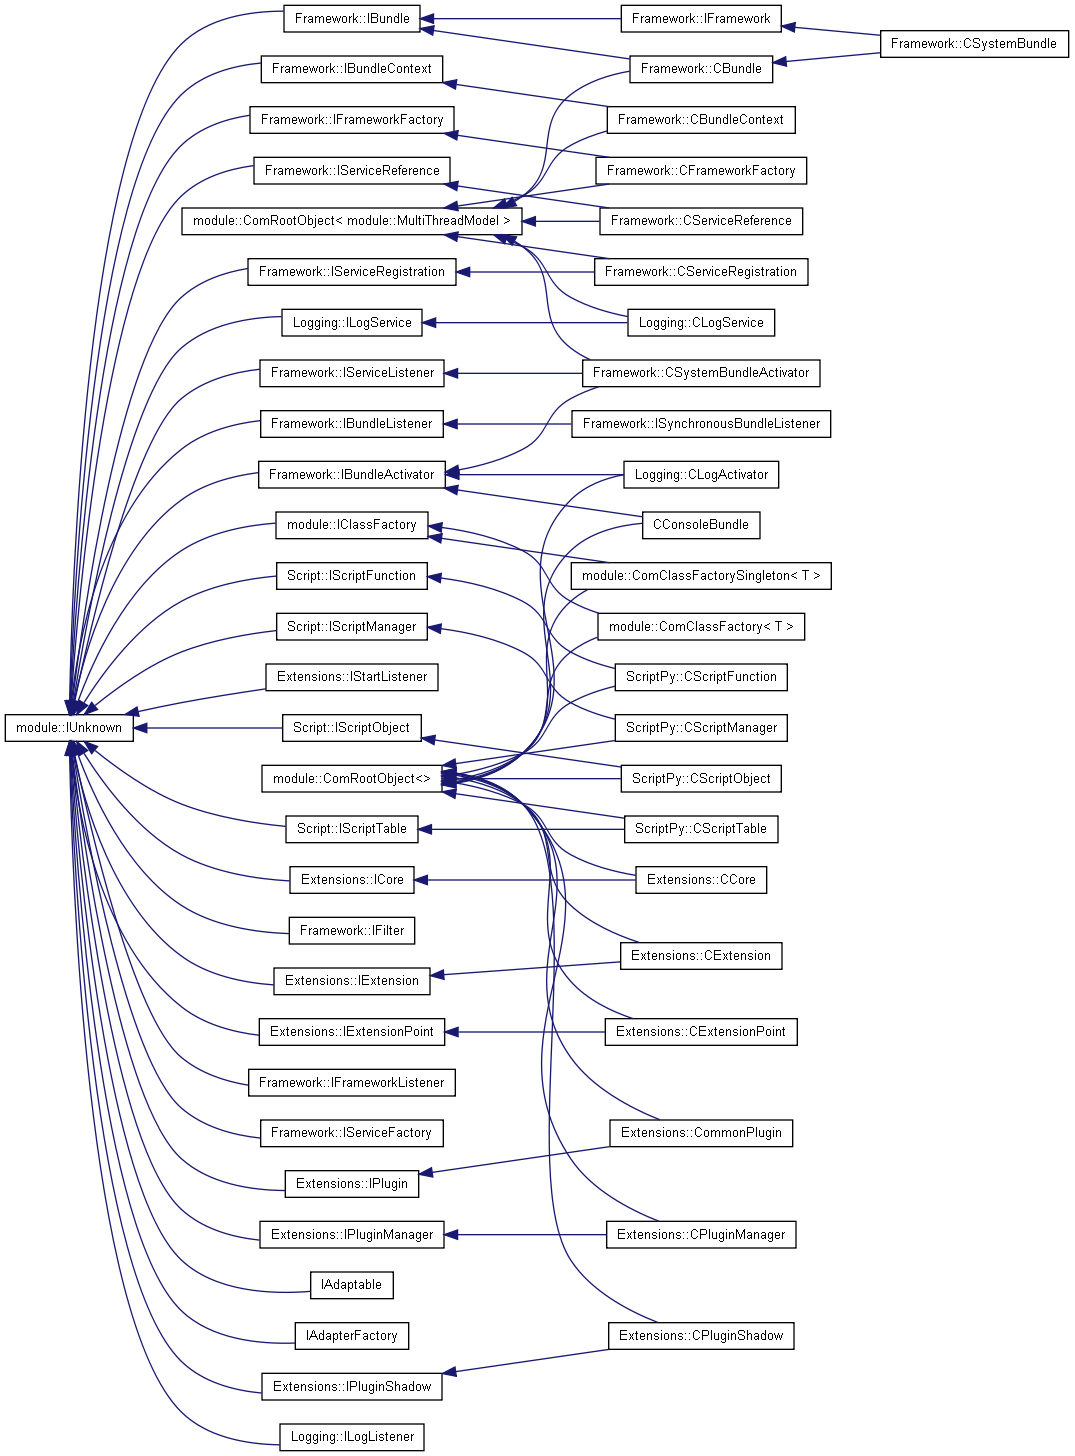 Framework::IBundle
Framework::IFramework
Framework::CSystemBundle
Framework::IBundleContext
Framework::CBundle
Framework::IFrameworkFactory
Framework::CBundleContext
Framework::IServiceReference
Framework::CFrameworkFactory
module::ComRootObject< module::MultiThreadModel >
Framework::CServiceReference
Framework::IServiceRegistration
Framework::CServiceRegistration
Logging::ILogService
Logging::CLogService
Framework::IServiceListener
Framework::CSystemBundleActivator
Framework::IBundleListener
Framework::ISynchronousBundleListener
Framework::IBundleActivator
Logging::CLogActivator
module::IClassFactory
CConsoleBundle
Script::IScriptFunction
module::ComClassFactorySingleton< T >
Script::IScriptManager
module::ComClassFactory< T >
Extensions::IStartListener
ScriptPy::CScriptFunction
module::IUnknown
Script::IScriptObject
ScriptPy::CScriptManager
module::ComRootObject<>
ScriptPy::CScriptObject
Script::IScriptTable
ScriptPy::CScriptTable
Extensions::ICore
Extensions::CCore
Framework::IFilter
Extensions::CExtension
Extensions::IExtension
Extensions::IExtensionPoint
Extensions::CExtensionPoint
Framework::IFrameworkListener
Framework::IServiceFactory
Extensions::CommonPlugin
Extensions::IPlugin
Extensions::IPluginManager
Extensions::CPluginManager
IAdaptable
IAdapterFactory
Extensions::CPluginShadow
Extensions::IPluginShadow
Logging::ILogListener